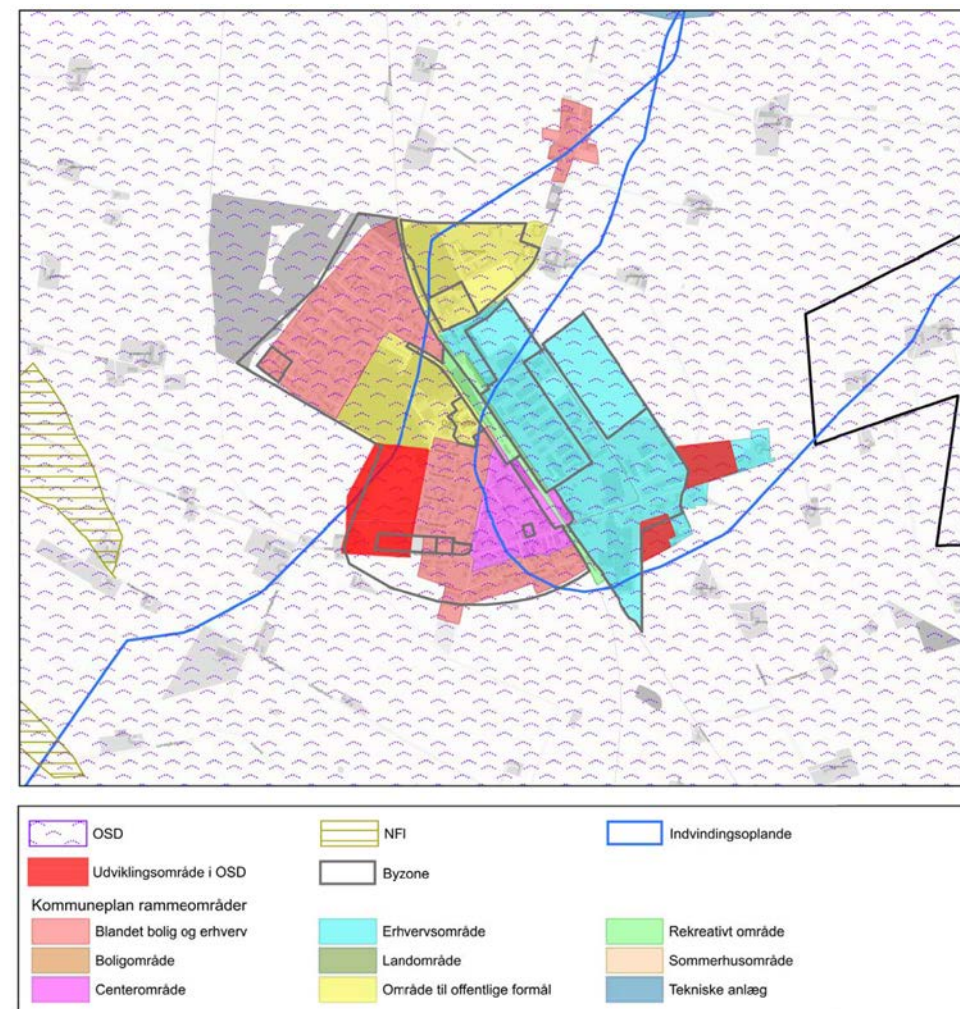 OSD NFI Indvindingsoplande
Udviklingsområde i OSD Byzone
Kommuneplan rammeområder
Blandet bolig og erhverv Erhvervsområde Rekreativt område
Boligområde Landområde Sommerhusområde
Centerområde Område til offentlige formål Tekniske anlæg